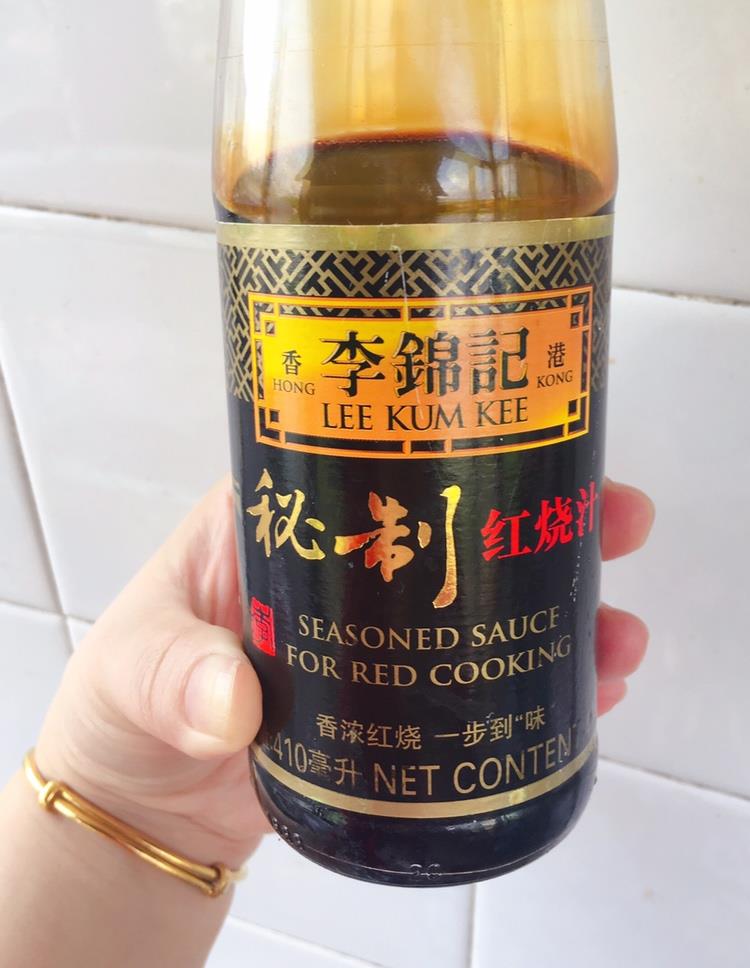 香 李錦記 港
HONG KONG
LEE KUM KEE
秘制 红烧汁
SEASONED SAUCE
FOR RED COOKING
香浓红烧 一步到“味
410毫升 NET CONTENT